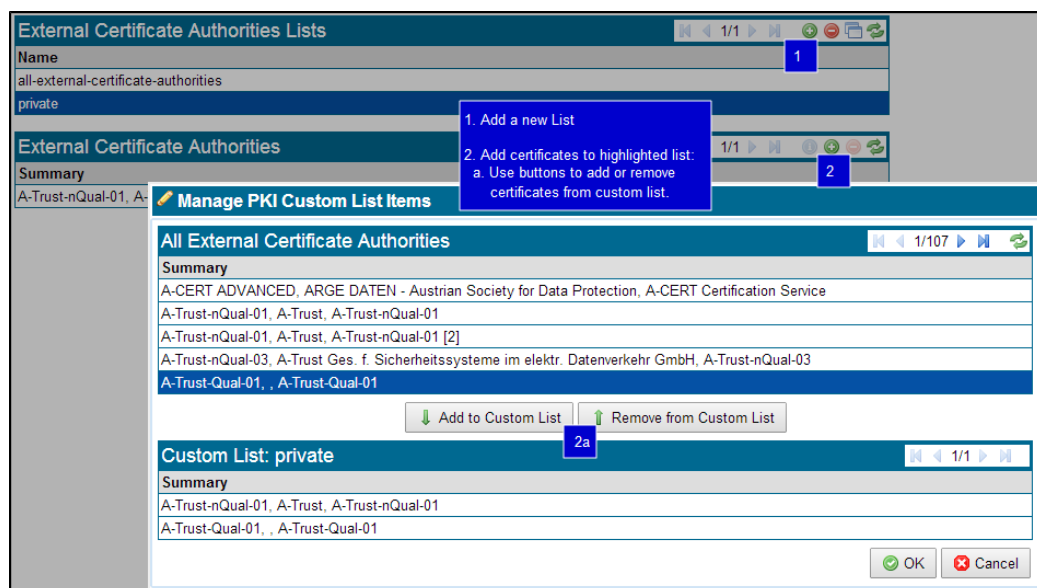 External Certificate Authorities Lists
1/1
1
Name
all-external-certificate-authorities
private
1. Add a new List
2. Add certificates to highlighted list:
a. Use buttons to add or remove
certificates from custom list.
External Certificate Authorities
1/1
2
Summary
A-Trust-nQual-01, A-
Manage PKI Custom List Items
All External Certificate Authorities
1/107
Summary
A-CERT ADVANCED, ARGE DATEN - Austrian Society for Data Protection, A-CERT Certification Service
A-Trust-nQual-01, A-Trust, A-Trust-nQual-01
A-Trust-nQual-01, A-Trust, A-Trust-nQual-01 [2]
A-Trust-nQual-03, A-Trust Ges. f. Sicherheitssysteme im elektr. Datenverkehr GmbH, A-Trust-nQual-03
A-Trust-Qual-01, , A-Trust-Qual-01
Add to Custom List
Remove from Custom List
2a
Custom List: private
1/1
Summary
A-Trust-nQual-01, A-Trust, A-Trust-nQual-01
A-Trust-Qual-01, , A-Trust-Qual-01
OK
Cancel